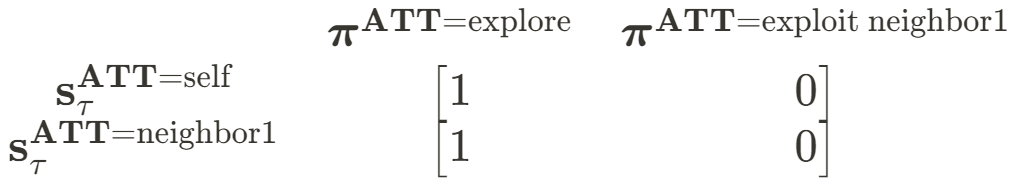 π^ATT=explore π^ATT=exploit neighbor1
s_τ^ATT=self [1 0]
s_τ^ATT=neighbor1 [1 0]